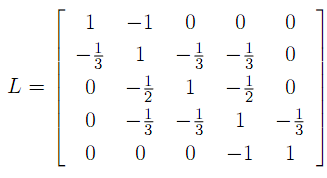 L = [ 1 −1 0 0 0
−1/3 1 −1/3 −1/3 0
0 −1/2 1 −1/2 0
0 −1/3 −1/3 1 −1/3
0 0 0 −1 1 ]